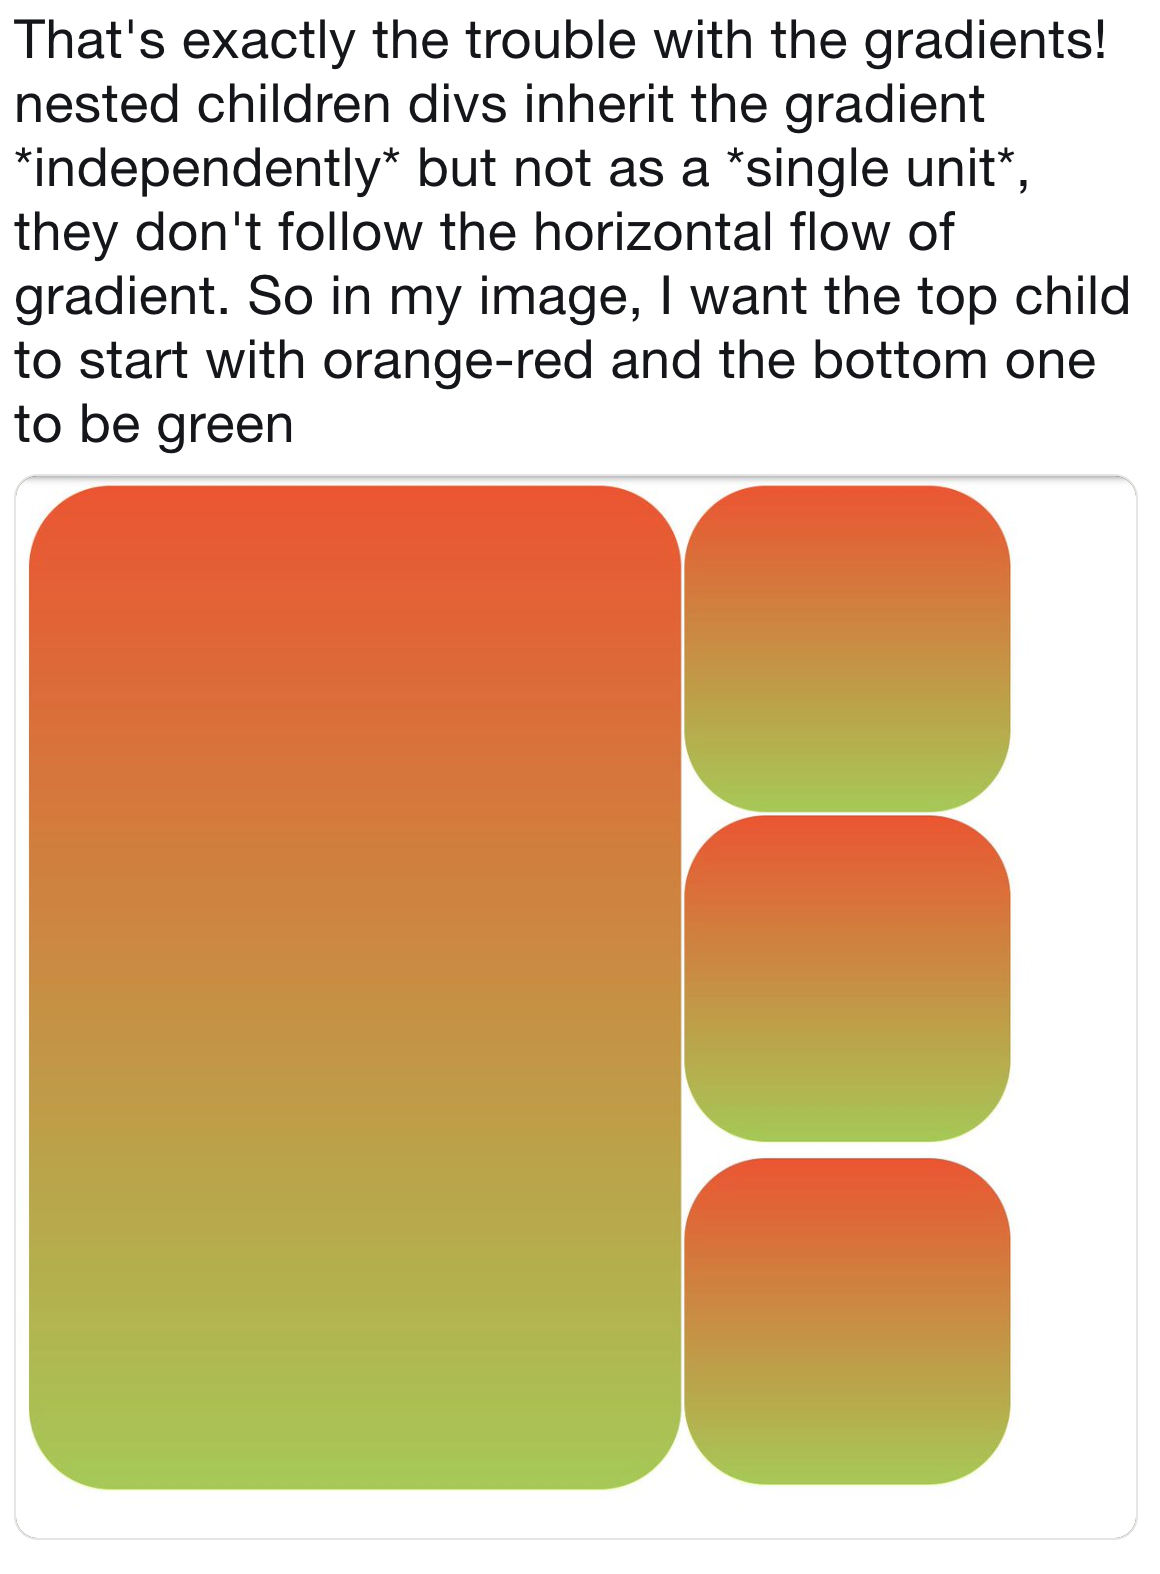 That's exactly the trouble with the gradients!
nested children divs inherit the gradient
*independently* but not as a *single unit*,
they don't follow the horizontal flow of
gradient. So in my image, I want the top child
to start with orange-red and the bottom one
to be green